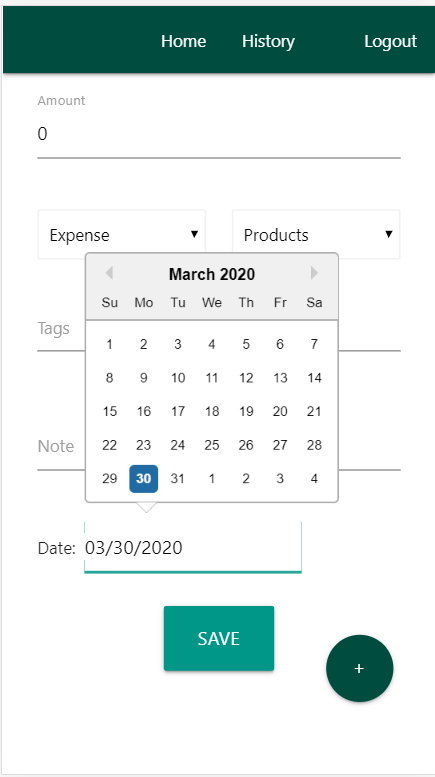 Home History Logout
Amount
0
Expense ▼ Products ▼
March 2020
Su Mo Tu We Th Fr Sa
1 2 3 4 5 6 7
8 9 10 11 12 13 14
15 16 17 18 19 20 21
22 23 24 25 26 27 28
29 30 31 1 2 3 4
Tags
Note
Date: 03/30/2020
SAVE
+